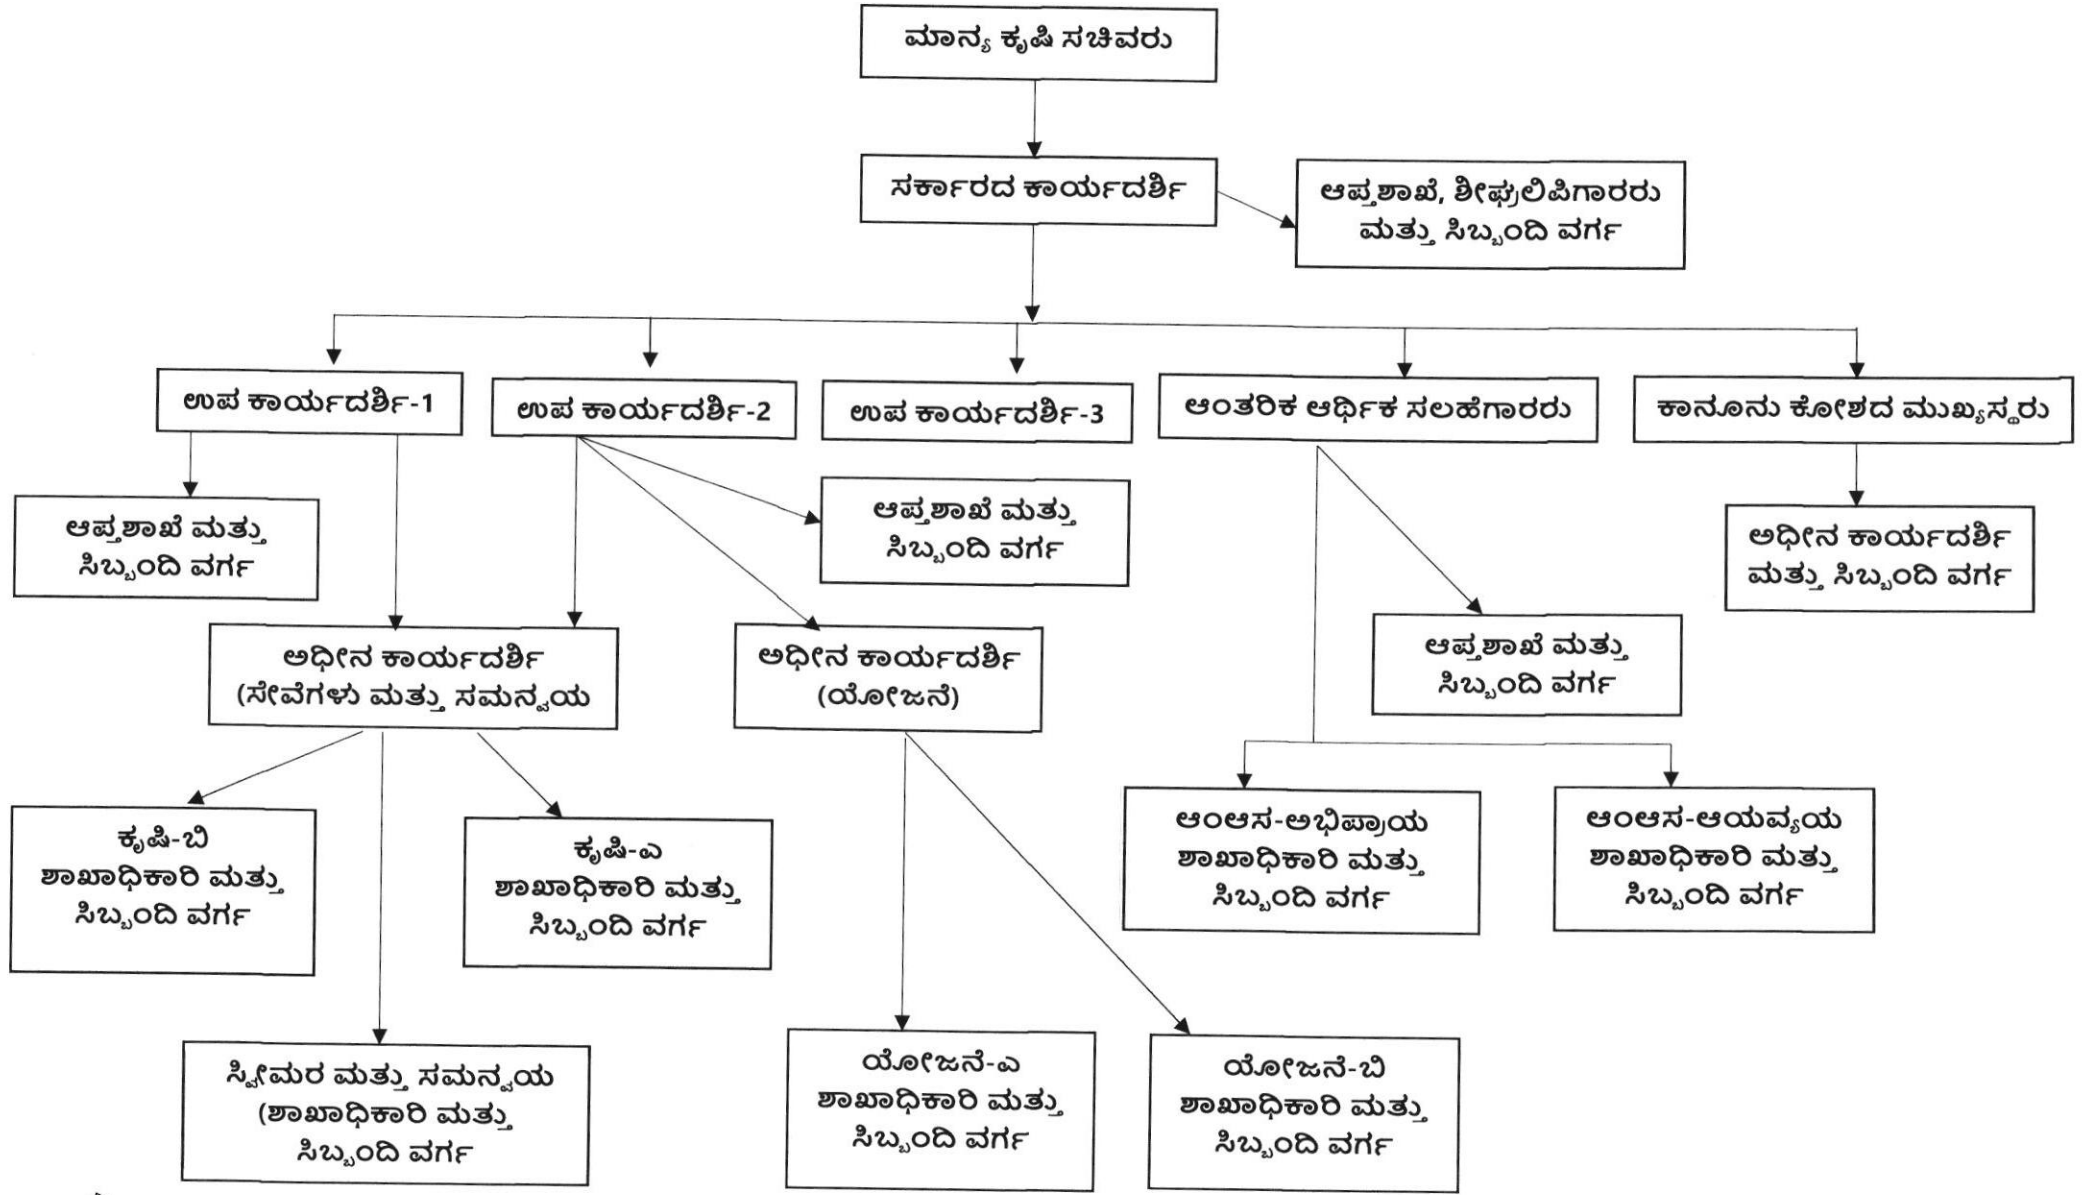 ಮಾನ್ಯ ಕೃಷಿ ಸಚಿವರು
ಸರ್ಕಾರದ ಕಾರ್ಯದರ್ಶಿ
ಆಪ್ತಶಾಖೆ, ಶೀಘ್ರಲಿಪಿಗಾರರು
ಮತ್ತು ಸಿಬ್ಬಂದಿ ವರ್ಗ
ಉಪ ಕಾರ್ಯದರ್ಶಿ-1
ಉಪ ಕಾರ್ಯದರ್ಶಿ-2
ಉಪ ಕಾರ್ಯದರ್ಶಿ-3
ಆಂತರಿಕ ಆರ್ಥಿಕ ಸಲಹೆಗಾರರು
ಕಾನೂನು ಕೋಶದ ಮುಖ್ಯಸ್ಥರು
ಆಪ್ತಶಾಖೆ ಮತ್ತು
ಸಿಬ್ಬಂದಿ ವರ್ಗ
ಆಪ್ತಶಾಖೆ ಮತ್ತು
ಸಿಬ್ಬಂದಿ ವರ್ಗ
ಅಧೀನ ಕಾರ್ಯದರ್ಶಿ
ಮತ್ತು ಸಿಬ್ಬಂದಿ ವರ್ಗ
ಅಧೀನ ಕಾರ್ಯದರ್ಶಿ
(ಸೇವೆಗಳು ಮತ್ತು ಸಮನ್ವಯ
ಅಧೀನ ಕಾರ್ಯದರ್ಶಿ
(ಯೋಜನೆ)
ಆಪ್ತಶಾಖೆ ಮತ್ತು
ಸಿಬ್ಬಂದಿ ವರ್ಗ
ಕೃಷಿ-ಬಿ
ಶಾಖಾಧಿಕಾರಿ ಮತ್ತು
ಸಿಬ್ಬಂದಿ ವರ್ಗ
ಕೃಷಿ-ಎ
ಶಾಖಾಧಿಕಾರಿ ಮತ್ತು
ಸಿಬ್ಬಂದಿ ವರ್ಗ
ಆಂಆಸ-ಅಭಿಪ್ರಾಯ
ಶಾಖಾಧಿಕಾರಿ ಮತ್ತು
ಸಿಬ್ಬಂದಿ ವರ್ಗ
ಆಂಆಸ-ಆಯವ್ಯಯ
ಶಾಖಾಧಿಕಾರಿ ಮತ್ತು
ಸಿಬ್ಬಂದಿ ವರ್ಗ
ಸ್ವೀಮರ ಮತ್ತು ಸಮನ್ವಯ
(ಶಾಖಾಧಿಕಾರಿ ಮತ್ತು
ಸಿಬ್ಬಂದಿ ವರ್ಗ
ಯೋಜನೆ-ಎ
ಶಾಖಾಧಿಕಾರಿ ಮತ್ತು
ಸಿಬ್ಬಂದಿ ವರ್ಗ
ಯೋಜನೆ-ಬಿ
ಶಾಖಾಧಿಕಾರಿ ಮತ್ತು
ಸಿಬ್ಬಂದಿ ವರ್ಗ